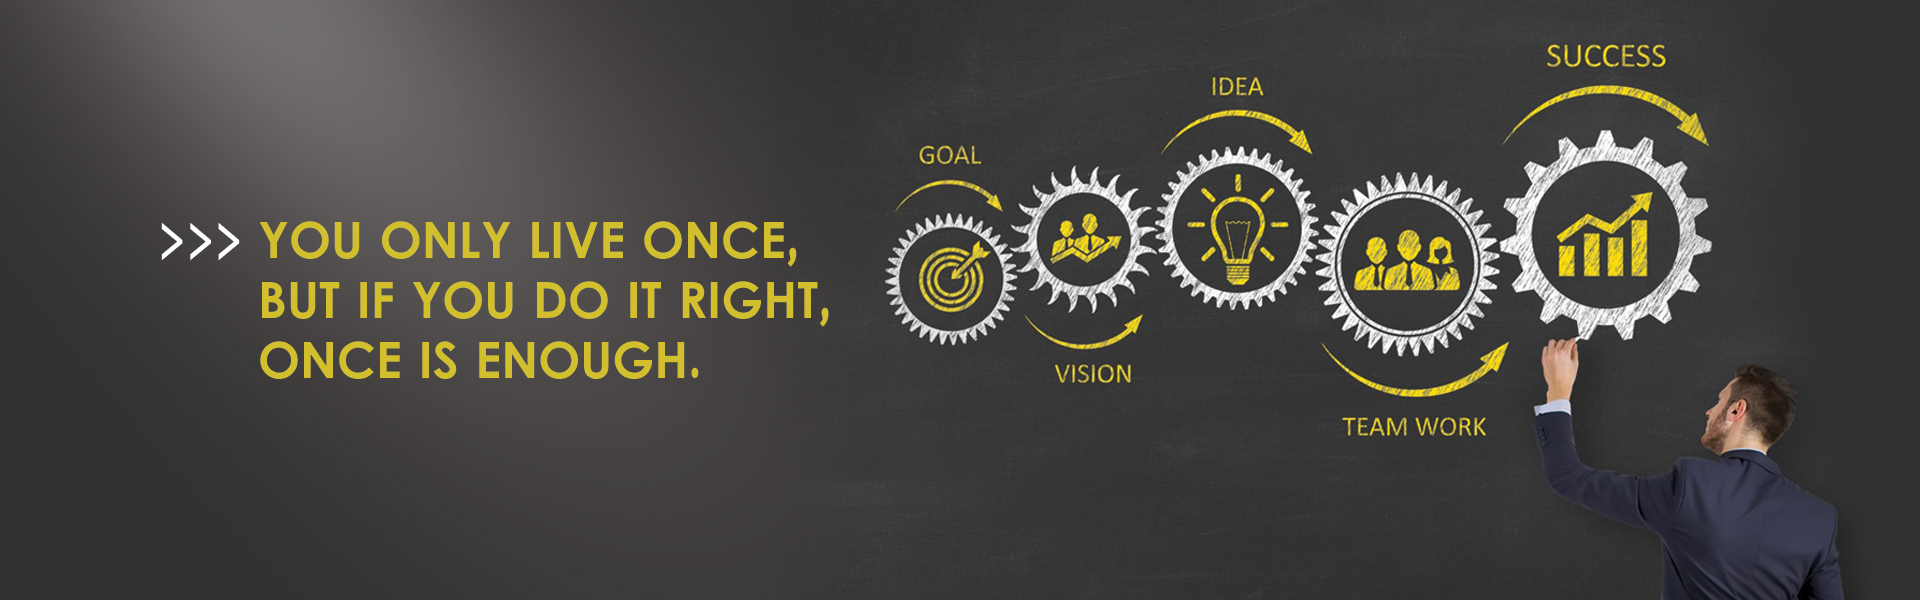 >>> YOU ONLY LIVE ONCE,
BUT IF YOU DO IT RIGHT,
ONCE IS ENOUGH.
GOAL
VISION
IDEA
TEAM WORK
SUCCESS